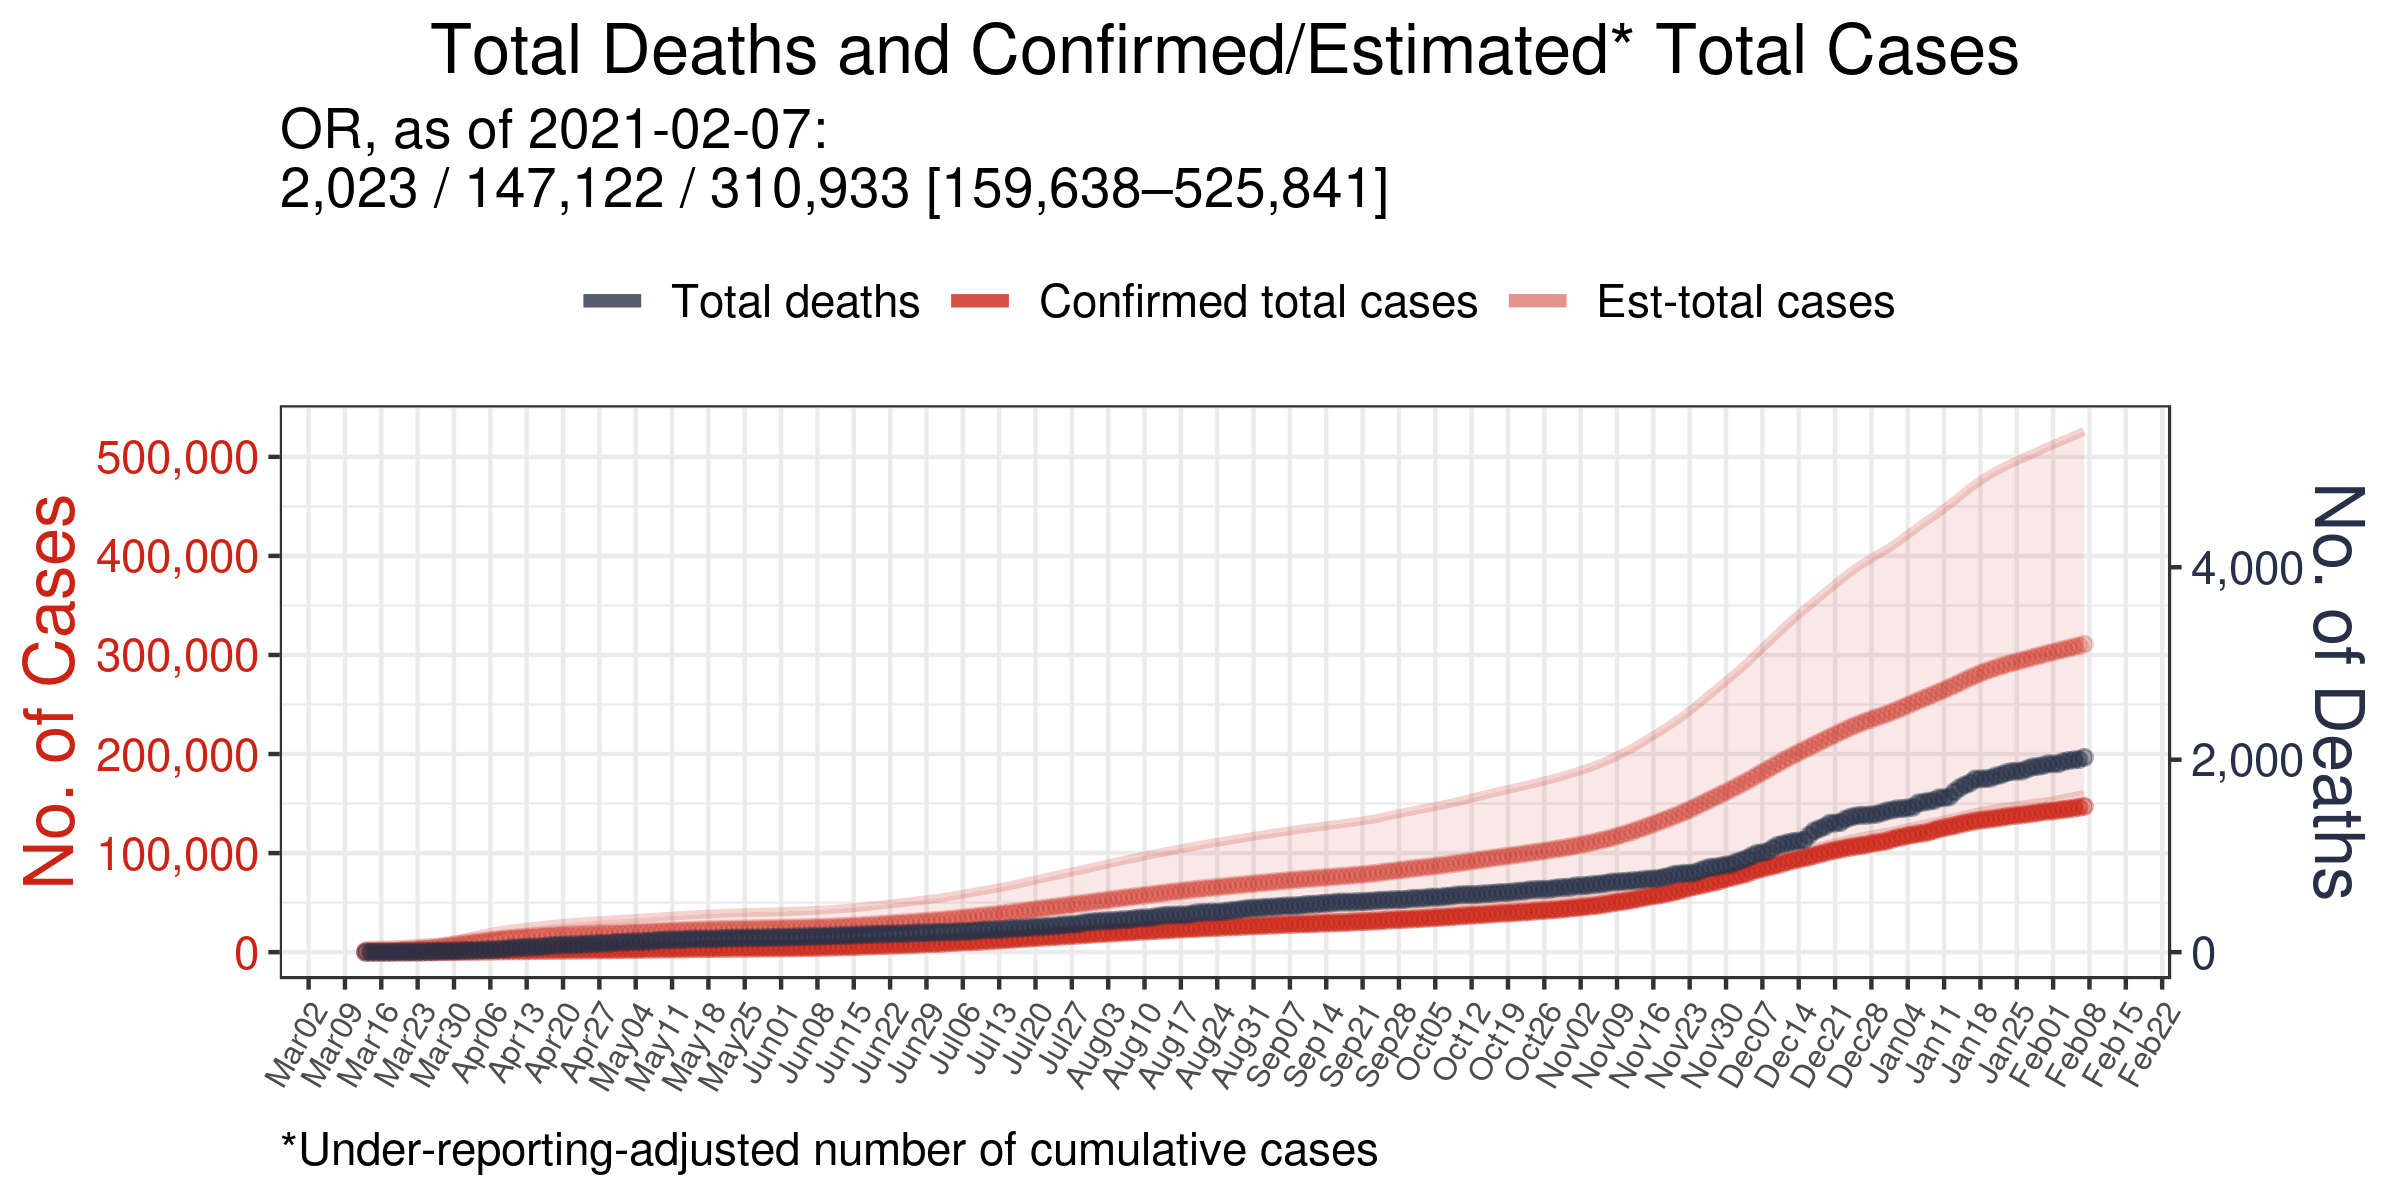 Total Deaths and Confirmed/Estimated* Total Cases
OR, as of 2021-02-07:
2,023 / 147,122 / 310,933 [159,638–525,841]
Total deaths
Confirmed total cases
Est-total cases
No. of Cases
500,000
400,000
300,000
200,000
100,000
0
No. of Deaths
4,000
2,000
0
Mar02
Mar09
Mar16
Mar23
Mar30
Apr06
Apr13
Apr20
Apr27
May04
May11
May18
May25
Jun01
Jun08
Jun15
Jun22
Jun29
Jul06
Jul13
Jul20
Jul27
Aug03
Aug10
Aug17
Aug24
Aug31
Sep07
Sep14
Sep21
Sep28
Oct05
Oct12
Oct19
Oct26
Nov02
Nov09
Nov16
Nov23
Nov30
Dec07
Dec14
Dec21
Dec28
Jan04
Jan11
Jan18
Jan25
Feb01
Feb08
Feb15
Feb22
*Under-reporting-adjusted number of cumulative cases